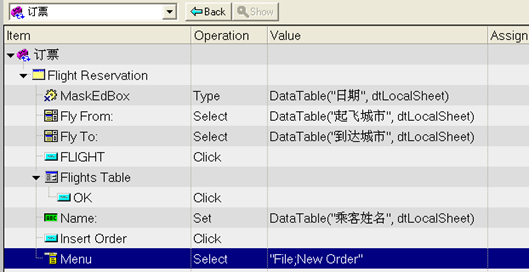 订票 Back Show
Item Operation Value Assign
订票
Flight Reservation
MaskEdBox Type DataTable("日期", dtLocalSheet)
Fly From: Select DataTable("起飞城市", dtLocalSheet)
Fly To: Select DataTable("到达城市", dtLocalSheet)
FLIGHT Click
Flights Table
OK Click
Name: Set DataTable("乘客姓名", dtLocalSheet)
Insert Order Click
Menu Select "File;New Order"